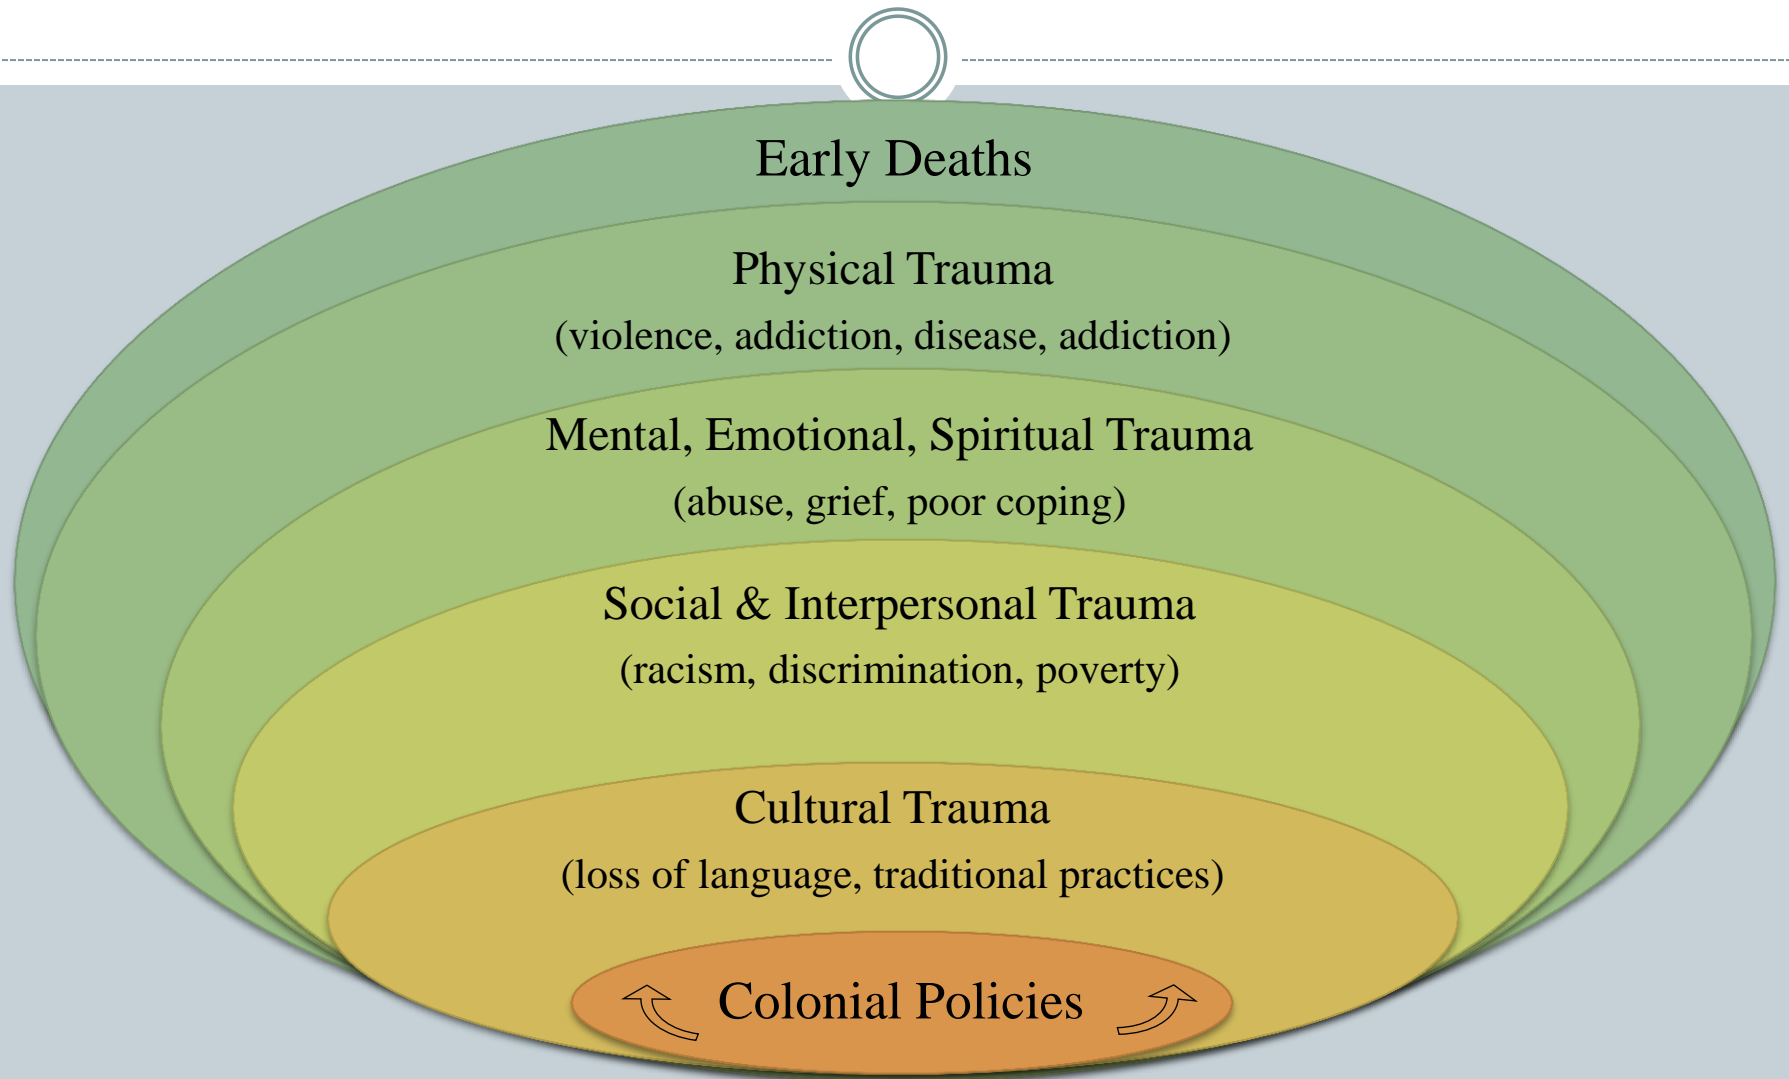 Early Deaths
Physical Trauma
(violence, addiction, disease, addiction)
Mental, Emotional, Spiritual Trauma
(abuse, grief, poor coping)
Social & Interpersonal Trauma
(racism, discrimination, poverty)
Cultural Trauma
(loss of language, traditional practices)
Colonial Policies